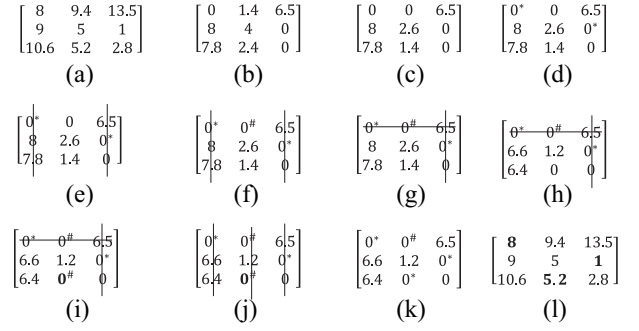 8 9.4 13.5
9 5 1
10.6 5.2 2.8
(a)
0 1.4 6.5
8 4 0
7.8 2.4 0
(b)
0 0 6.5
8 2.6 0
7.8 1.4 0
(c)
0* 0 6.5
8 2.6 0*
7.8 1.4 0
(d)
0* 0 6.5
8 2.6 0*
7.8 1.4 0
(e)
0* 0# 6.5
8 2.6 0*
7.8 1.4 0
(f)
0* 0# 6.5
8 2.6 0*
7.8 1.4 0
(g)
0* 0# 6.5
6.6 1.2 0*
6.4 0 0
(h)
0* 0# 6.5
6.6 1.2 0*
6.4 0# 0
(i)
0* 0# 6.5
6.6 1.2 0*
6.4 0# 0
(j)
0* 0# 6.5
6.6 1.2 0*
6.4 0* 0
(k)
8 9.4 13.5
9 5 1
10.6 5.2 2.8
(l)